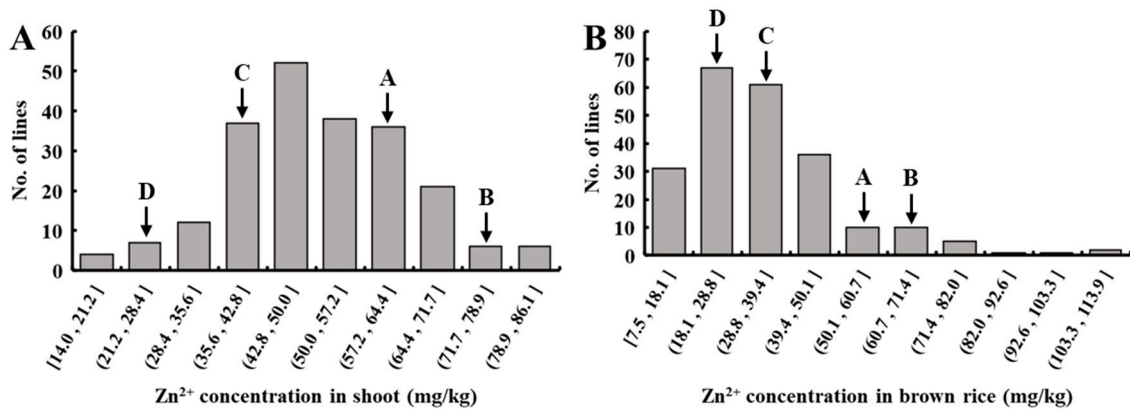 A
No. of lines
60
50
40
30
20
10
0
D
C
A
B
[14.0 , 21.2 ]
(21.2 , 28.4 ]
(28.4 , 35.6 ]
(35.6 , 42.8 ]
(42.8 , 50.0 ]
(50.0 , 57.2 ]
(57.2 , 64.4 ]
(64.4 , 71.7 ]
(71.7 , 78.9 ]
(78.9 , 86.1 ]
Zn²⁺ concentration in shoot (mg/kg)
B
No. of lines
80
70
60
50
40
30
20
10
0
D
C
A
B
[7.5 , 18.1 ]
(18.1 , 28.8 ]
(28.8 , 39.4 ]
(39.4 , 50.1 ]
(50.1 , 60.7 ]
(60.7 , 71.4 ]
(71.4 , 82.0 ]
(82.0 , 92.6 ]
(92.6 , 103.3 ]
(103.3 , 113.9 ]
Zn²⁺ concentration in brown rice (mg/kg)